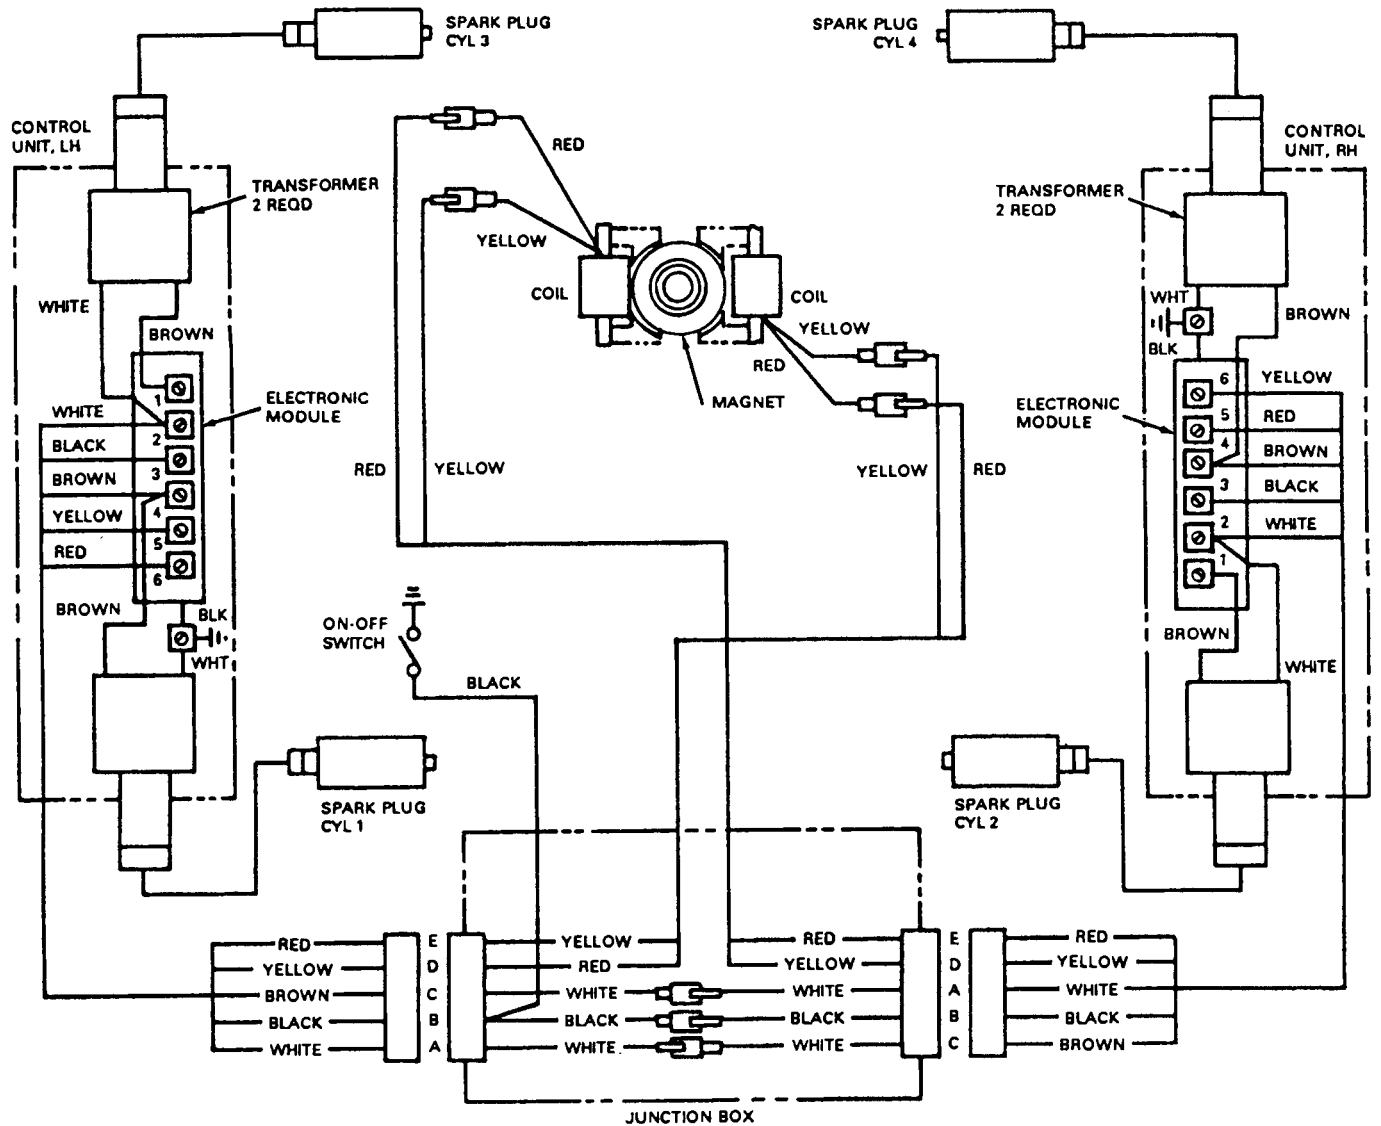 SPARK PLUG
CYL 3
SPARK PLUG
CYL 4
CONTROL
UNIT, LH
CONTROL
UNIT, RH
RED
TRANSFORMER
2 REQD
TRANSFORMER
2 REQD
YELLOW
COIL
COIL
WHITE
WHT
BROWN
BROWN
YELLOW
BLK
RED
MAGNET
ELECTRONIC
MODULE
ELECTRONIC
MODULE
1
WHITE
2
BLACK
3
BROWN
4
YELLOW
5
RED
6
6
YELLOW
5
RED
4
BROWN
3
BLACK
2
WHITE
1
RED
YELLOW
YELLOW
RED
BROWN
BLK
WHT
ON-OFF
SWITCH
BLACK
BROWN
WHITE
SPARK PLUG
CYL 1
SPARK PLUG
CYL 2
RED
E
YELLOW
RED
E
RED
YELLOW
D
RED
YELLOW
D
YELLOW
BROWN
C
WHITE
WHITE
A
WHITE
BLACK
B
BLACK
BLACK
B
BLACK
WHITE
A
WHITE.
WHITE
C
BROWN
JUNCTION BOX